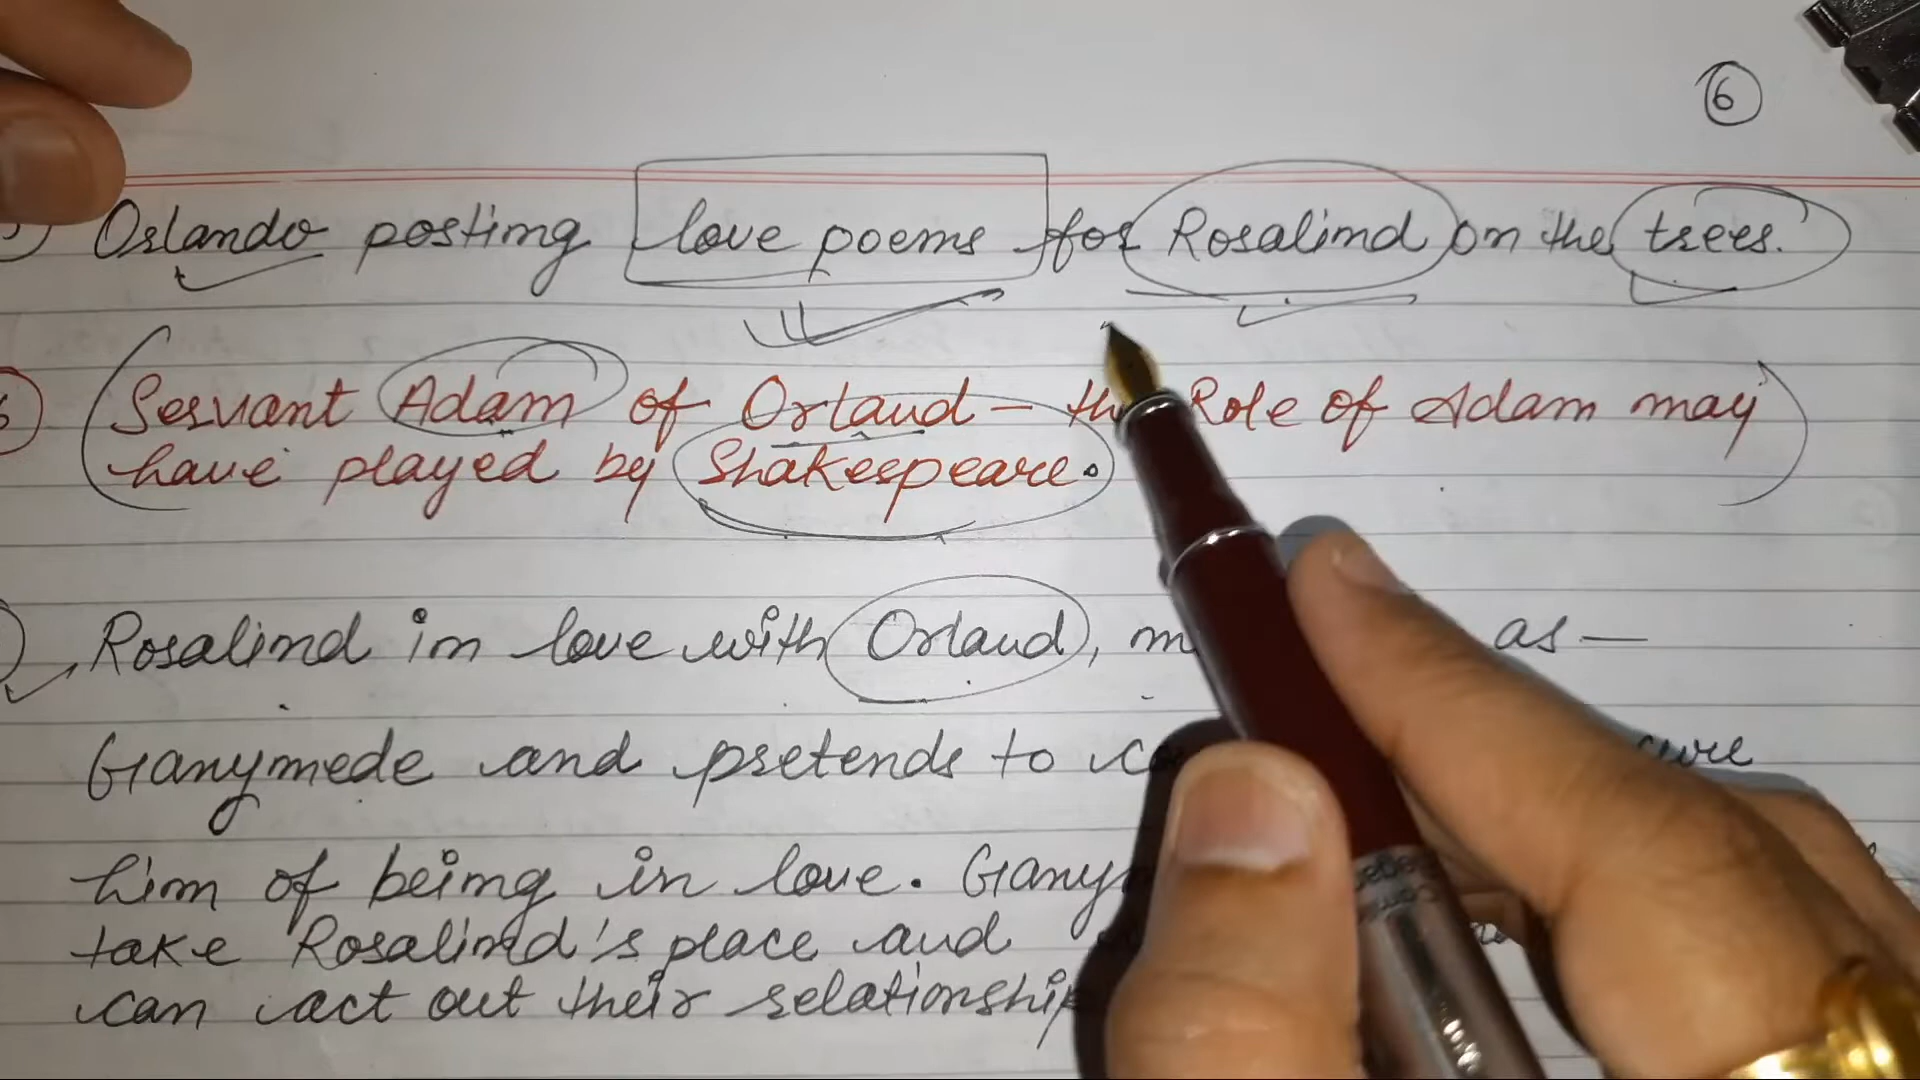 6
Orlando posting love poems for Rosalind on the trees.
Servant Adam of Orlaud – the Role of Adam may
have played by Shakespeare.
Rosalind in love with Orlaud, as —
Ganymede and pretends to
him of being in love.
take Rosalind's place and
can act out their relationship